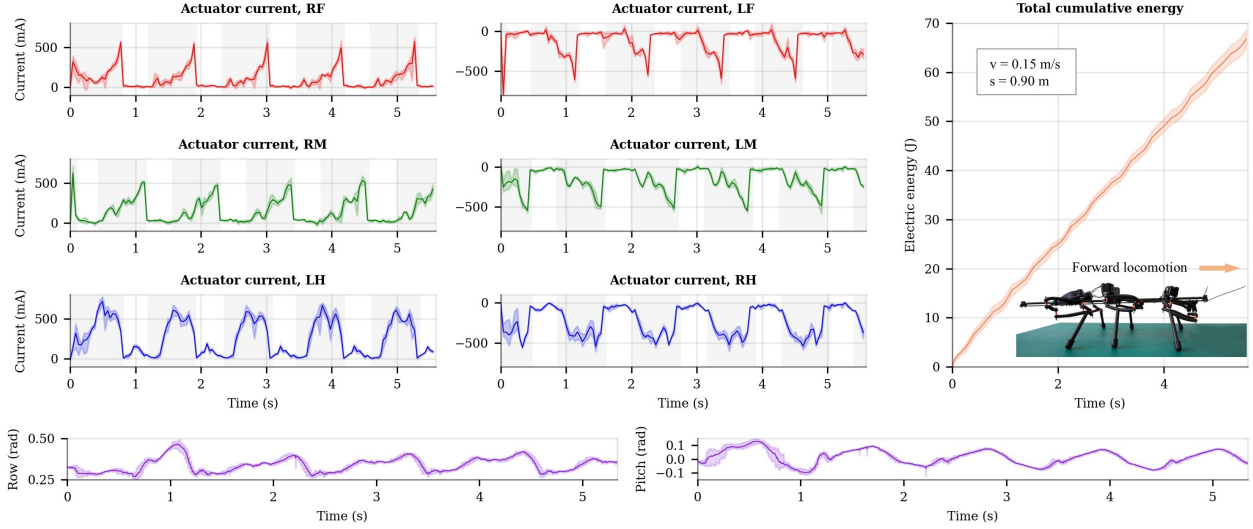 Actuator current, RF
Current (mA)
500
0
0 1 2 3 4 5
Actuator current, LF
0
−500
0 1 2 3 4 5
Total cumulative energy
Electric energy (J)
70
60
50
40
30
20
10
0
v = 0.15 m/s
s = 0.90 m
Forward locomotion
0 2 4
Time (s)
Actuator current, RM
Current (mA)
500
0
0 1 2 3 4 5
Actuator current, LM
0
−500
0 1 2 3 4 5
Actuator current, LH
Current (mA)
500
0
0 1 2 3 4 5
Time (s)
Actuator current, RH
0
−500
0 1 2 3 4 5
Time (s)
Row (rad)
0.50
0.25
0 1 2 3 4 5
Time (s)
Pitch (rad)
0.1
−0.1
0 1 2 3 4 5
Time (s)